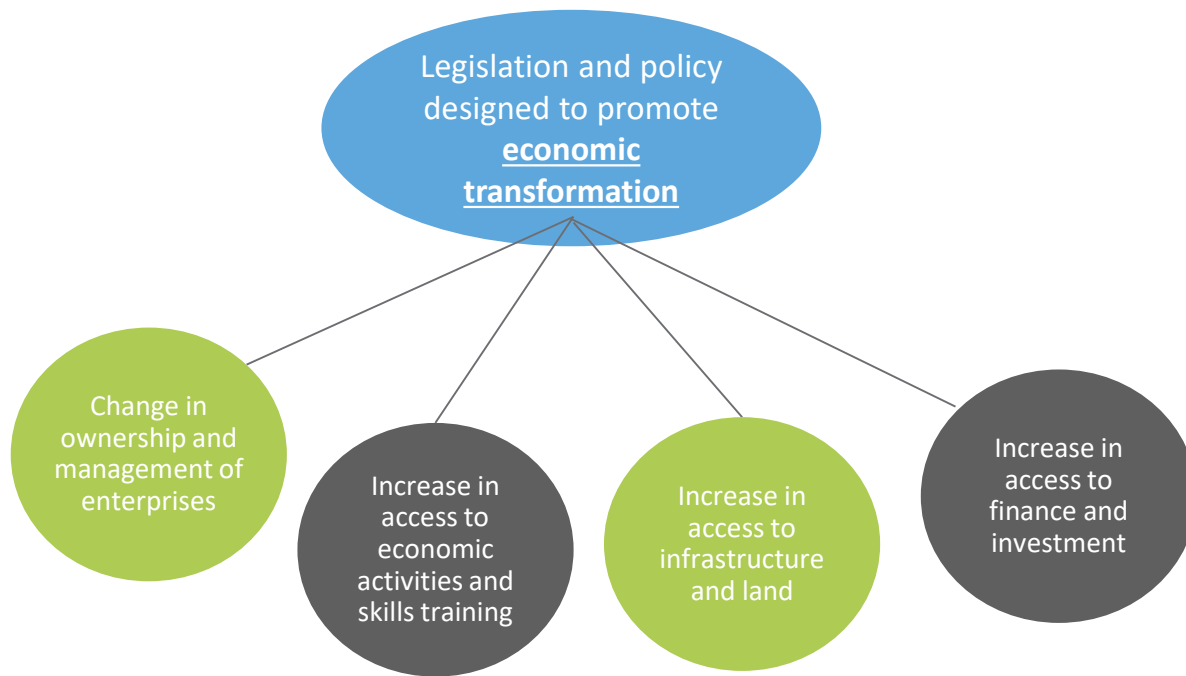 Legislation and policy
designed to promote
economic
transformation
Change in
ownership and
management of
enterprises
Increase in
access to
economic
activities and
skills training
Increase in
access to
infrastructure
and land
Increase in
access to
finance and
investment